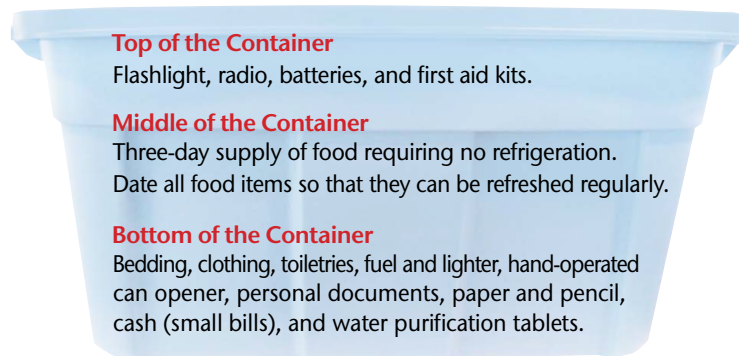 Top of the Container
Flashlight, radio, batteries, and first aid kits.
Middle of the Container
Three-day supply of food requiring no refrigeration.
Date all food items so that they can be refreshed regularly.
Bottom of the Container
Bedding, clothing, toiletries, fuel and lighter, hand-operated
can opener, personal documents, paper and pencil,
cash (small bills), and water purification tablets.